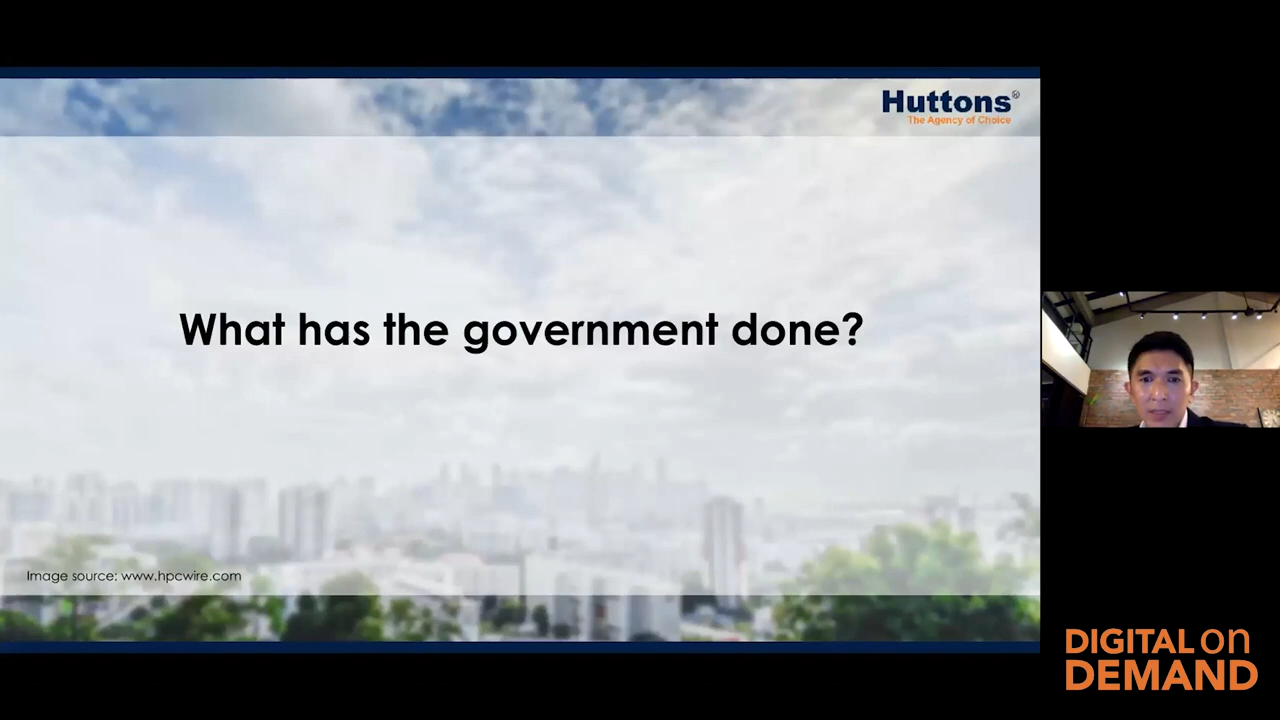 Huttons®
The Agency of Choice
What has the government done?
Image source: www.hpcwire.com
DIGITAL on
DEMAND